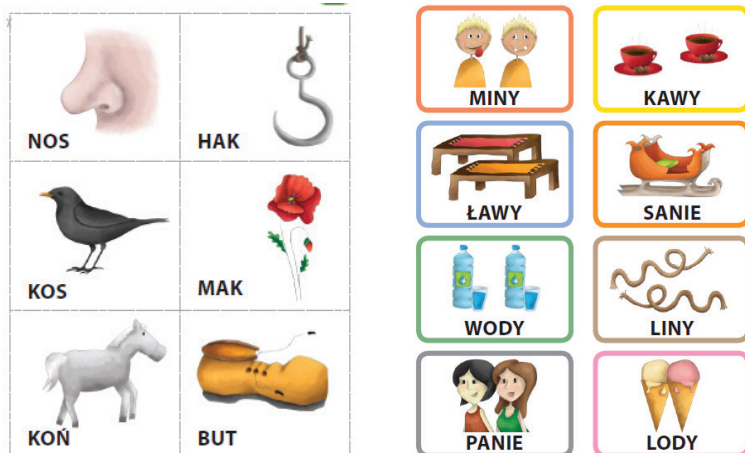 NOS HAK
KOS MAK
KOŃ BUT
MINY KAWY
ŁAWY SANIE
WODY LINY
PANIE LODY